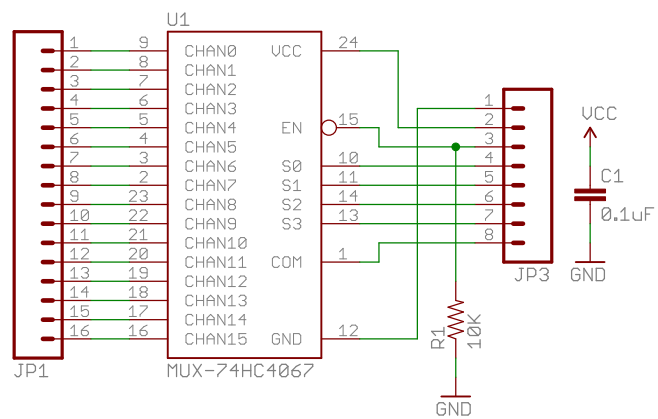 U1
1 9 CHAN0 VCC 24
2 8 CHAN1
3 7 CHAN2
4 6 CHAN3 1
5 5 CHAN4 EN 15 2 VCC
6 4 CHAN5 3
7 3 CHAN6 S0 10 4
8 2 CHAN7 S1 11 5 C1
9 23 CHAN8 S2 14 6
10 22 CHAN9 S3 13 7 0.1uF
11 21 CHAN10 8
12 20 CHAN11 COM 1
13 19 CHAN12 JP3 GND
14 18 CHAN13
15 17 CHAN14
16 16 CHAN15 GND 12 R1 10K
JP1 MUX-74HC4067
GND